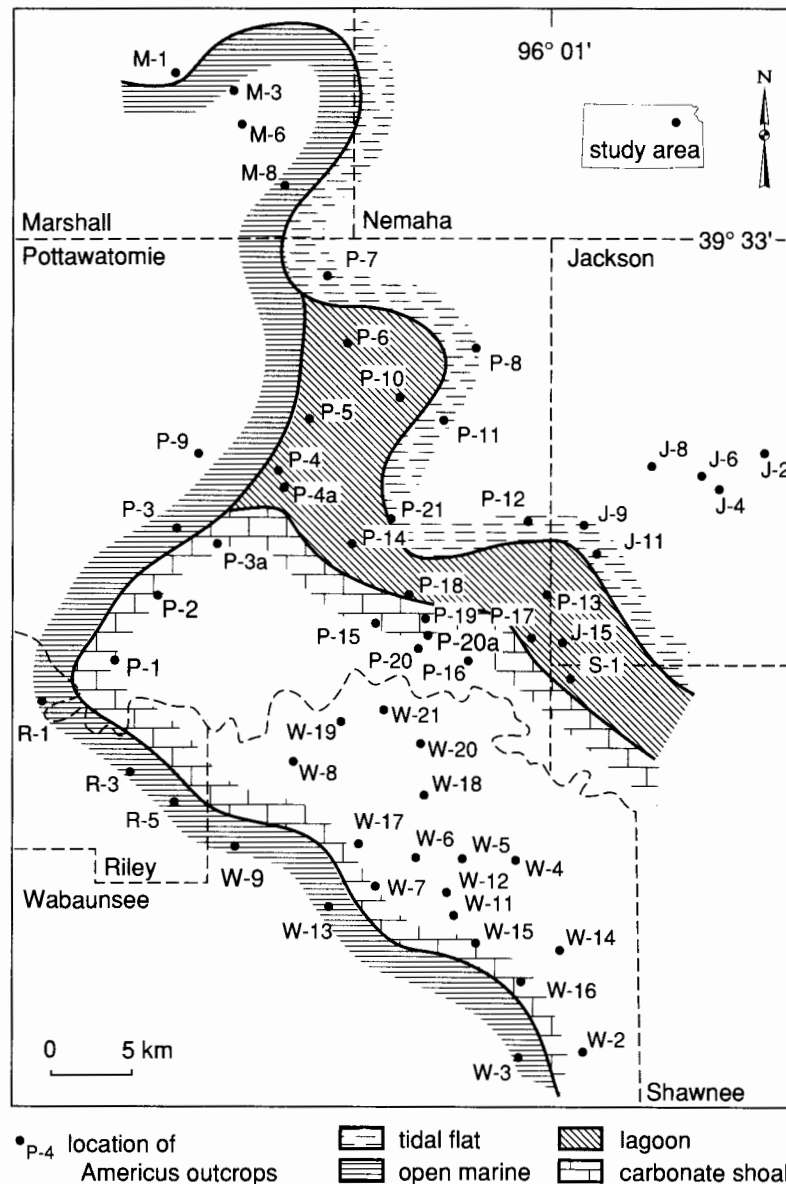 96° 01'
M-1
N
M-3
M-6
study area
M-8
Marshall
Nemaha
39° 33'
Pottawatomie
Jackson
P-7
P-6
P-8
P-10
P-5
P-11
P-9
J-8
J-2
J-6
P-4
J-4
P-4a
P-3
P-21
P-12
J-9
P-14
J-11
P-3a
P-2
P-18
P-13
P-19
P-17
P-15
P-20a
J-15
P-20
P-16
S-1
P-1
R-1
W-21
W-19
W-20
W-8
R-3
W-18
R-5
W-17
W-6
W-5
W-4
Riley
W-9
W-7
W-12
Wabaunsee
W-11
W-13
W-15
W-14
W-16
0 5 km
W-2
W-3
Shawnee
P-4 location of
Americus outcrops
tidal flat
open marine
lagoon
carbonate shoal